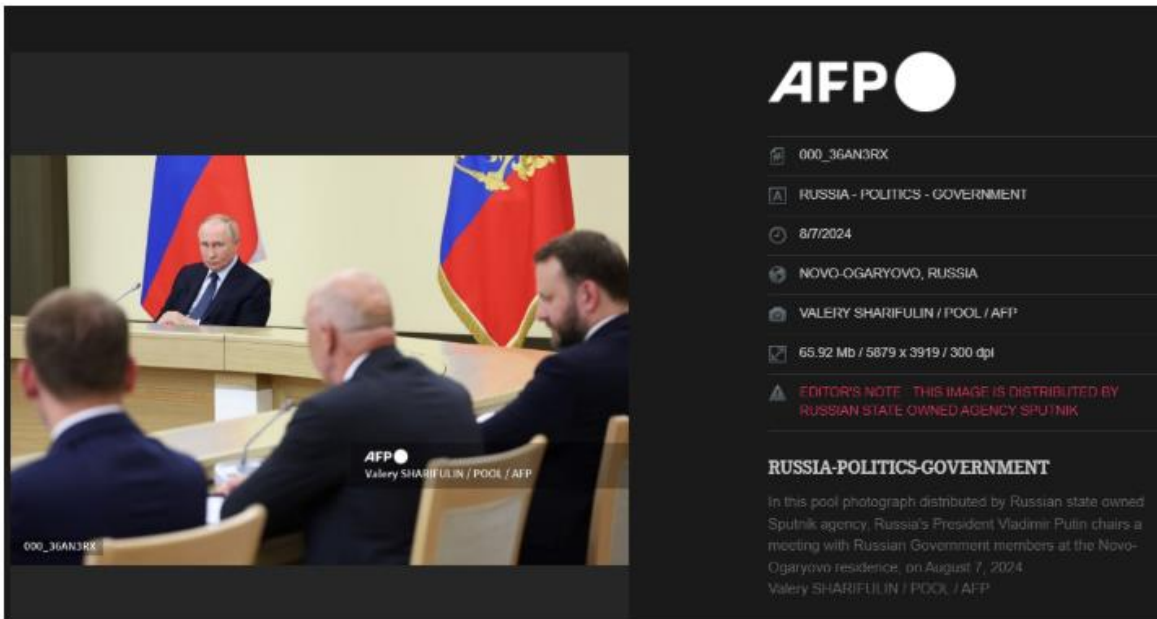 AFP
000_36AN3RX
RUSSIA - POLITICS - GOVERNMENT
8/7/2024
NOVO-OGARYOVO, RUSSIA
VALERY SHARIFULIN / POOL / AFP
65.92 Mb / 5879 x 3919 / 300 dpi
EDITOR'S NOTE THIS IMAGE IS DISTRIBUTED BY
RUSSIAN STATE OWNED AGENCY SPUTNIK
RUSSIA-POLITICS-GOVERNMENT
In this pool photograph distributed by Russian state owned
Sputnik agency, Russia's President Vladimir Putin chairs a
meeting with Russian Government members at the Novo-
Ogaryovo residence, on August 7, 2024.
Valery SHARIFULIN / POOL / AFP
AFP
Valery SHARIFULIN / POOL / AFP
000_36AN3RX